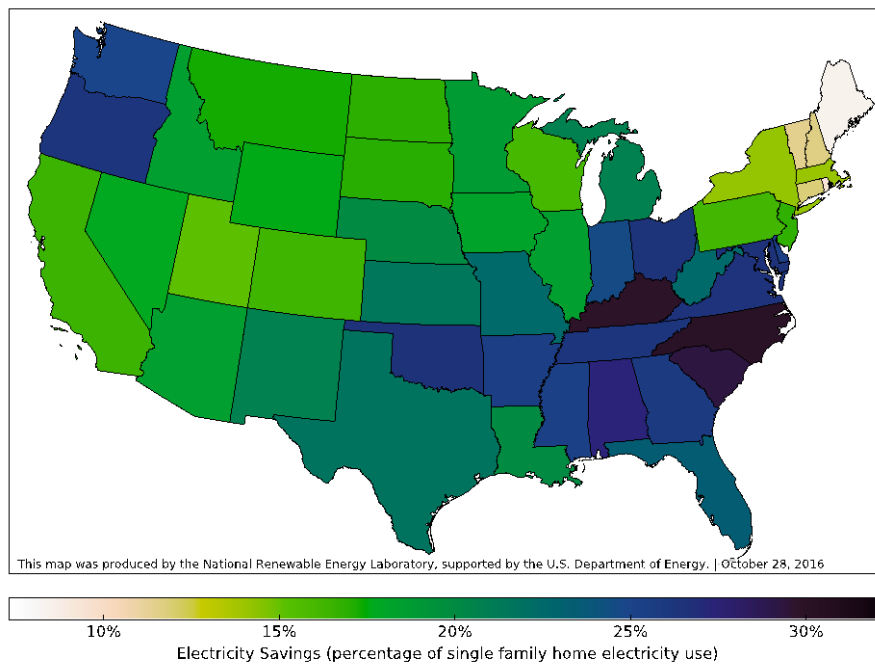 This map was produced by the National Renewable Energy Laboratory, supported by the U.S. Department of Energy. | October 28, 2016
10% 15% 20% 25% 30%
Electricity Savings (percentage of single family home electricity use)